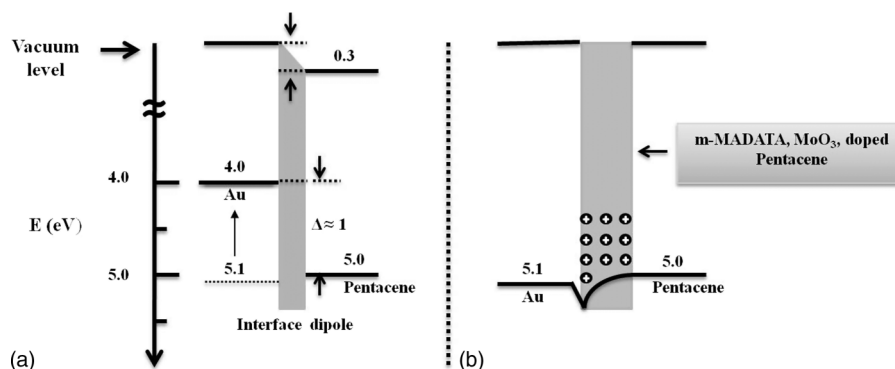 Vacuum
level
0.3
4.0
4.0
Au
E (eV)
Δ≈ 1
5.1
5.0
5.0
Pentacene
Interface dipole
(a)
m-MADATA, MoO₃, doped
Pentacene
5.1
5.0
Au
Pentacene
(b)